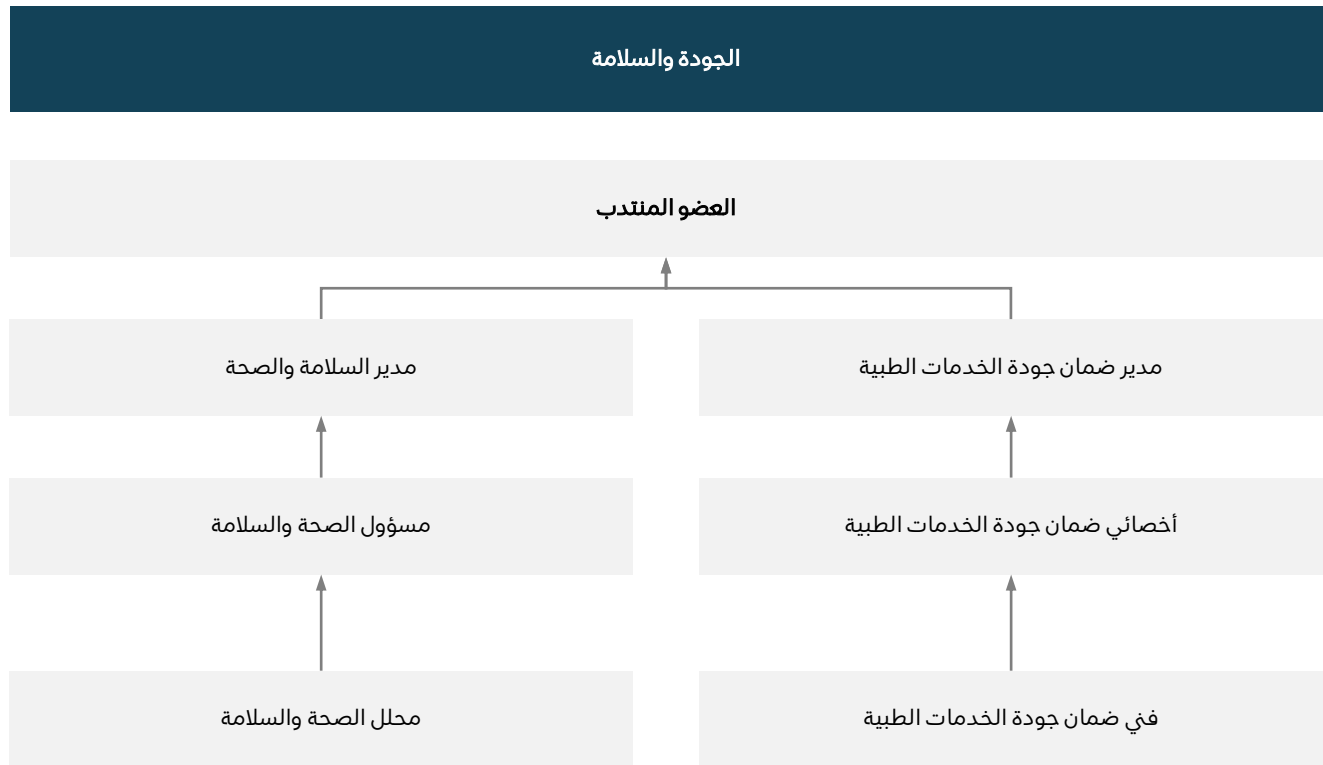 الجودة والسلامة
العضو المنتدب
مدير ضمان جودة الخدمات الطبية
مدير السلامة والصحة
أخصائي ضمان جودة الخدمات الطبية
مسؤول الصحة والسلامة
فني ضمان جودة الخدمات الطبية
محلل الصحة والسلامة